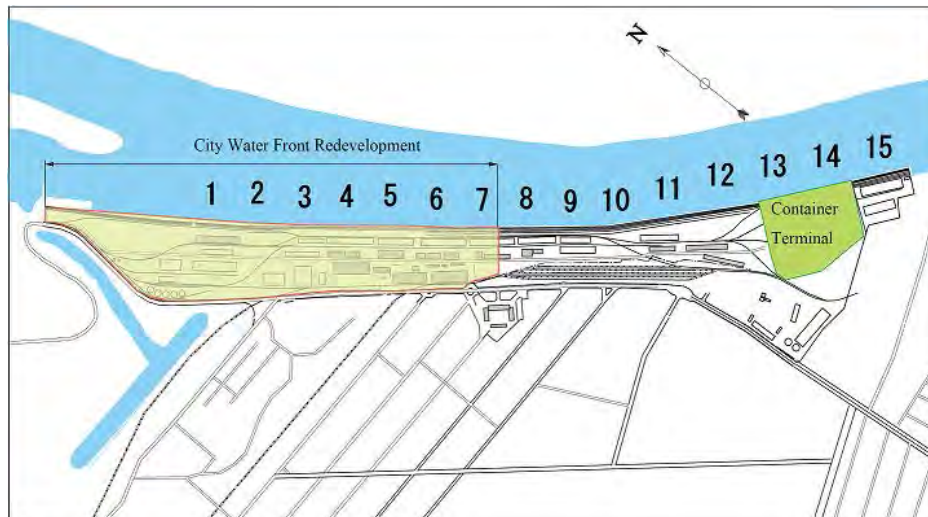 N
City Water Front Redevelopment
1 2 3 4 5 6 7 8 9 10 11 12 13 14 15
Container
Terminal